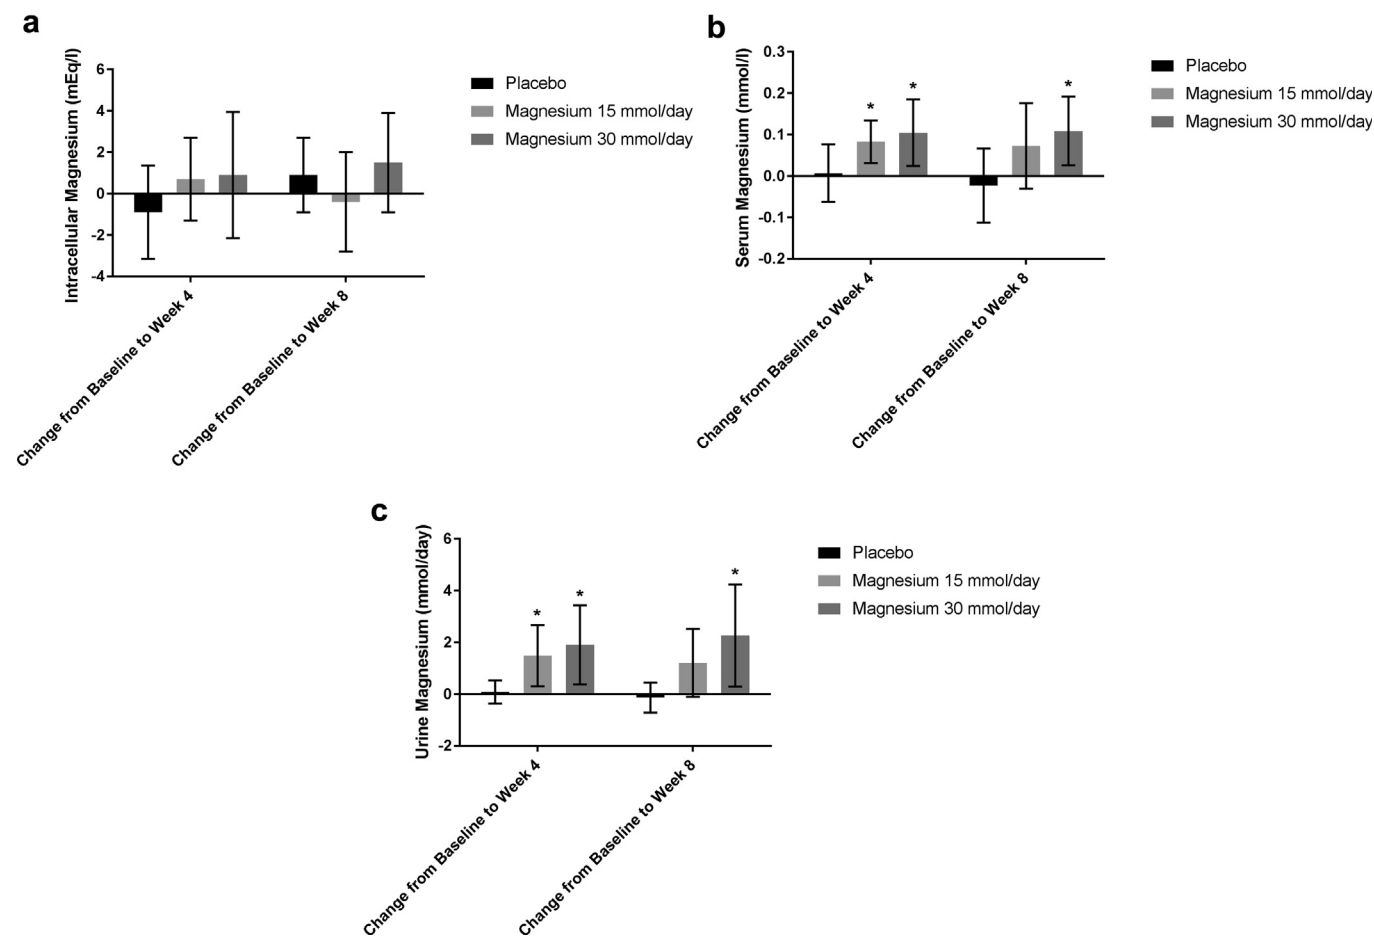 a
Intracellular Magnesium (mEq/l)
6
4
2
0
-2
-4
Change from Baseline to Week 4
Change from Baseline to Week 8
Placebo
Magnesium 15 mmol/day
Magnesium 30 mmol/day
b
Serum Magnesium (mmol/l)
0.3
0.2
0.1
0.0
-0.1
-0.2
*
*
*
Change from Baseline to Week 4
Change from Baseline to Week 8
Placebo
Magnesium 15 mmol/day
Magnesium 30 mmol/day
c
Urine Magnesium (mmol/day)
6
4
2
0
-2
*
*
*
Change from Baseline to Week 4
Change from Baseline to Week 8
Placebo
Magnesium 15 mmol/day
Magnesium 30 mmol/day